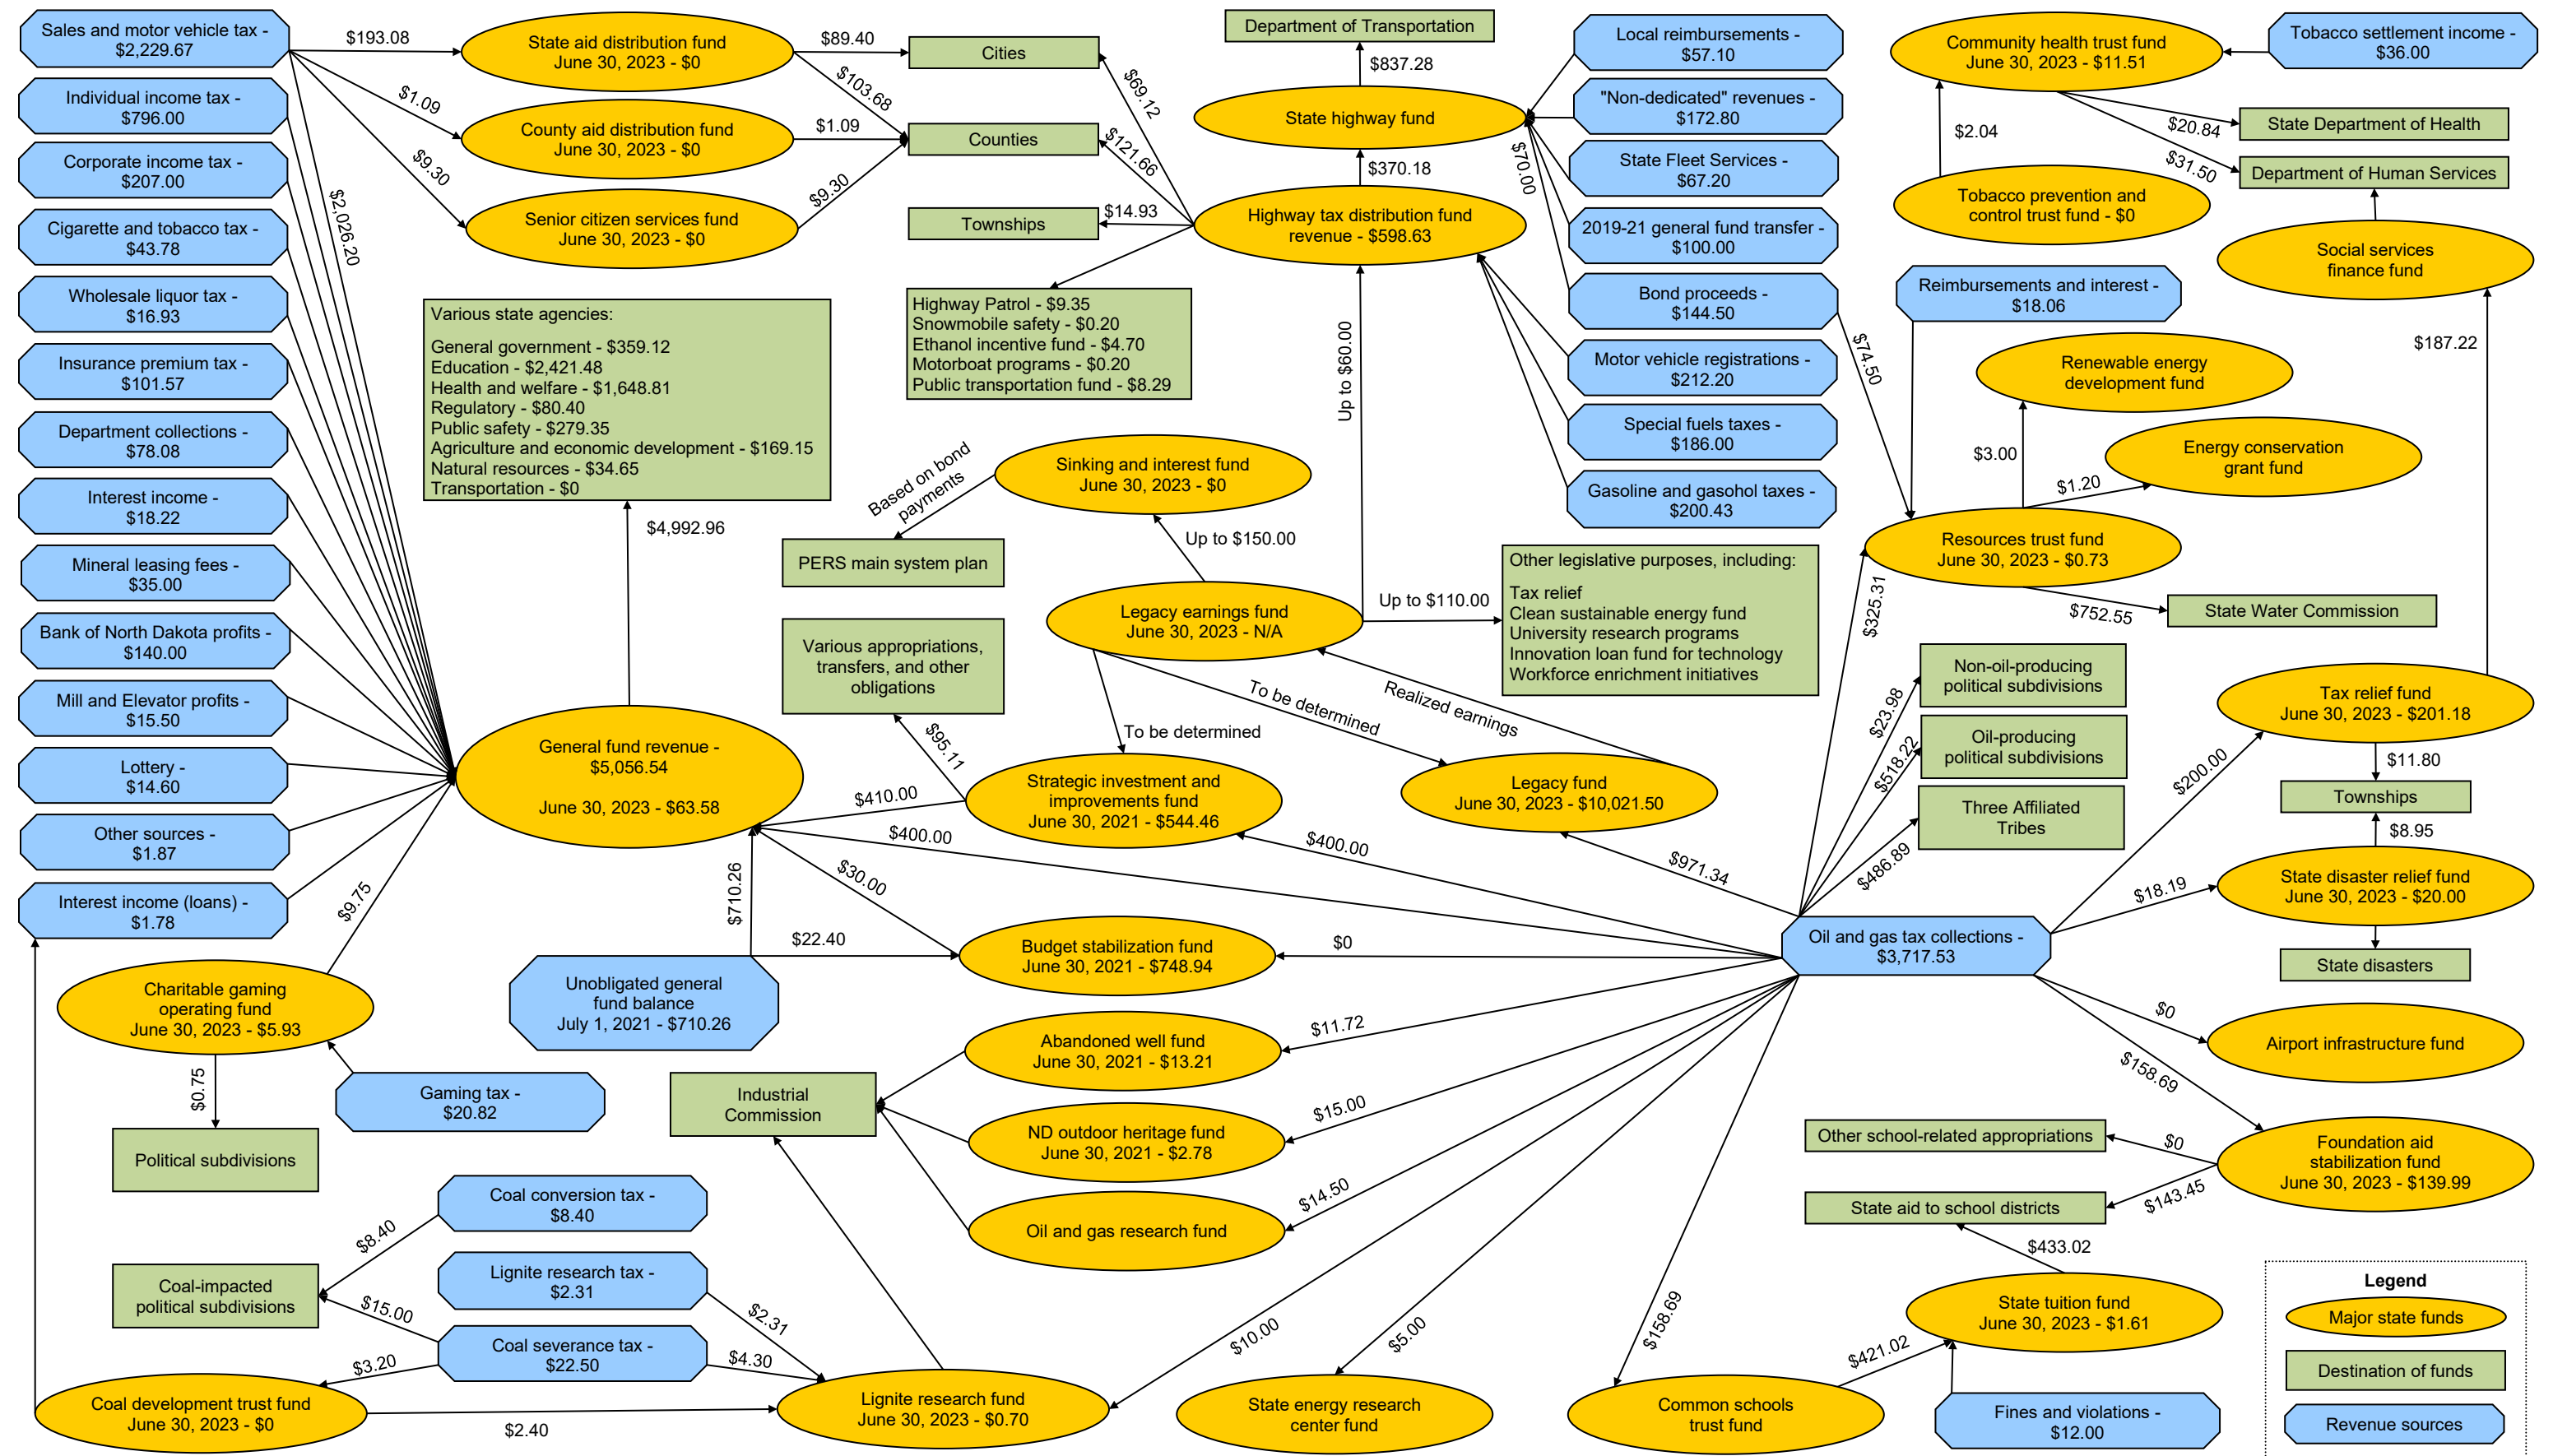 Sales and motor vehicle tax -
$2,229.67
Individual income tax -
$796.00
Corporate income tax -
$207.00
Cigarette and tobacco tax -
$43.78
Wholesale liquor tax -
$16.93
Insurance premium tax -
$101.57
Department collections -
$78.08
Interest income -
$18.22
Mineral leasing fees -
$35.00
Bank of North Dakota profits -
$140.00
Mill and Elevator profits -
$15.50
Lottery -
$14.60
Other sources -
$1.87
Interest income (loans) -
$1.78
$193.08
$1.09
$9.30
$2,026.20
State aid distribution fund
June 30, 2023 - $0
County aid distribution fund
June 30, 2023 - $0
Senior citizen services fund
June 30, 2023 - $0
$89.40
$103.68
$1.09
$9.30
Cities
Counties
Townships
$69.12
$121.66
$14.93
Highway Patrol - $9.35
Snowmobile safety - $0.20
Ethanol incentive fund - $4.70
Motorboat programs - $0.20
Public transportation fund - $8.29
Department of Transportation
$837.28
State highway fund
$370.18
Highway tax distribution fund
revenue - $598.63
Up to $60.00
$70.00
Local reimbursements -
$57.10
"Non-dedicated" revenues -
$172.80
State Fleet Services -
$67.20
2019-21 general fund transfer -
$100.00
Bond proceeds -
$144.50
Motor vehicle registrations -
$212.20
Special fuels taxes -
$186.00
Gasoline and gasohol taxes -
$200.43
$74.50
Community health trust fund
June 30, 2023 - $11.51
Tobacco settlement income -
$36.00
$2.04
$20.84
$31.50
State Department of Health
Department of Human Services
Tobacco prevention and
control trust fund - $0
Social services
finance fund
$187.22
Reimbursements and interest -
$18.06
Renewable energy
development fund
$3.00
Energy conservation
grant fund
$1.20
Resources trust fund
June 30, 2023 - $0.73
$752.55
State Water Commission
$325.31
Various state agencies:
General government - $359.12
Education - $2,421.48
Health and welfare - $1,648.81
Regulatory - $80.40
Public safety - $279.35
Agriculture and economic development - $169.15
Natural resources - $34.65
Transportation - $0
$4,992.96
General fund revenue -
$5,056.54
June 30, 2023 - $63.58
Based on bond
payments
Sinking and interest fund
June 30, 2023 - $0
PERS main system plan
Up to $150.00
Legacy earnings fund
June 30, 2023 - N/A
Up to $110.00
Other legislative purposes, including:
Tax relief
Clean sustainable energy fund
University research programs
Innovation loan fund for technology
Workforce enrichment initiatives
Various appropriations,
transfers, and other
obligations
$95.11
To be determined
To be determined
Realized earnings
Strategic investment and
improvements fund
June 30, 2021 - $544.46
Legacy fund
June 30, 2023 - $10,021.50
$410.00
$400.00
$400.00
$971.34
$30.00
$710.26
$22.40
$0
Unobligated general
fund balance
July 1, 2021 - $710.26
Budget stabilization fund
June 30, 2021 - $748.94
Non-oil-producing
political subdivisions
Oil-producing
political subdivisions
Three Affiliated
Tribes
$23.98
$518.22
$486.89
Oil and gas tax collections -
$3,717.53
$200.00
Tax relief fund
June 30, 2023 - $201.18
$11.80
Townships
$8.95
State disaster relief fund
June 30, 2023 - $20.00
$18.19
State disasters
$0
Airport infrastructure fund
$158.69
Foundation aid
stabilization fund
June 30, 2023 - $139.99
$0
Other school-related appropriations
$143.45
State aid to school districts
$433.02
State tuition fund
June 30, 2023 - $1.61
$421.02
Common schools
trust fund
Fines and violations -
$12.00
$158.69
$9.75
Charitable gaming
operating fund
June 30, 2023 - $5.93
$0.75
Political subdivisions
Gaming tax -
$20.82
Industrial
Commission
Abandoned well fund
June 30, 2021 - $13.21
$11.72
ND outdoor heritage fund
June 30, 2021 - $2.78
$15.00
Oil and gas research fund
$14.50
$10.00
$5.00
State energy research
center fund
Coal conversion tax -
$8.40
Lignite research tax -
$2.31
Coal severance tax -
$22.50
$8.40
$15.00
$3.20
$2.31
$4.30
Coal-impacted
political subdivisions
Coal development trust fund
June 30, 2023 - $0
$2.40
Lignite research fund
June 30, 2023 - $0.70
Legend
Major state funds
Destination of funds
Revenue sources